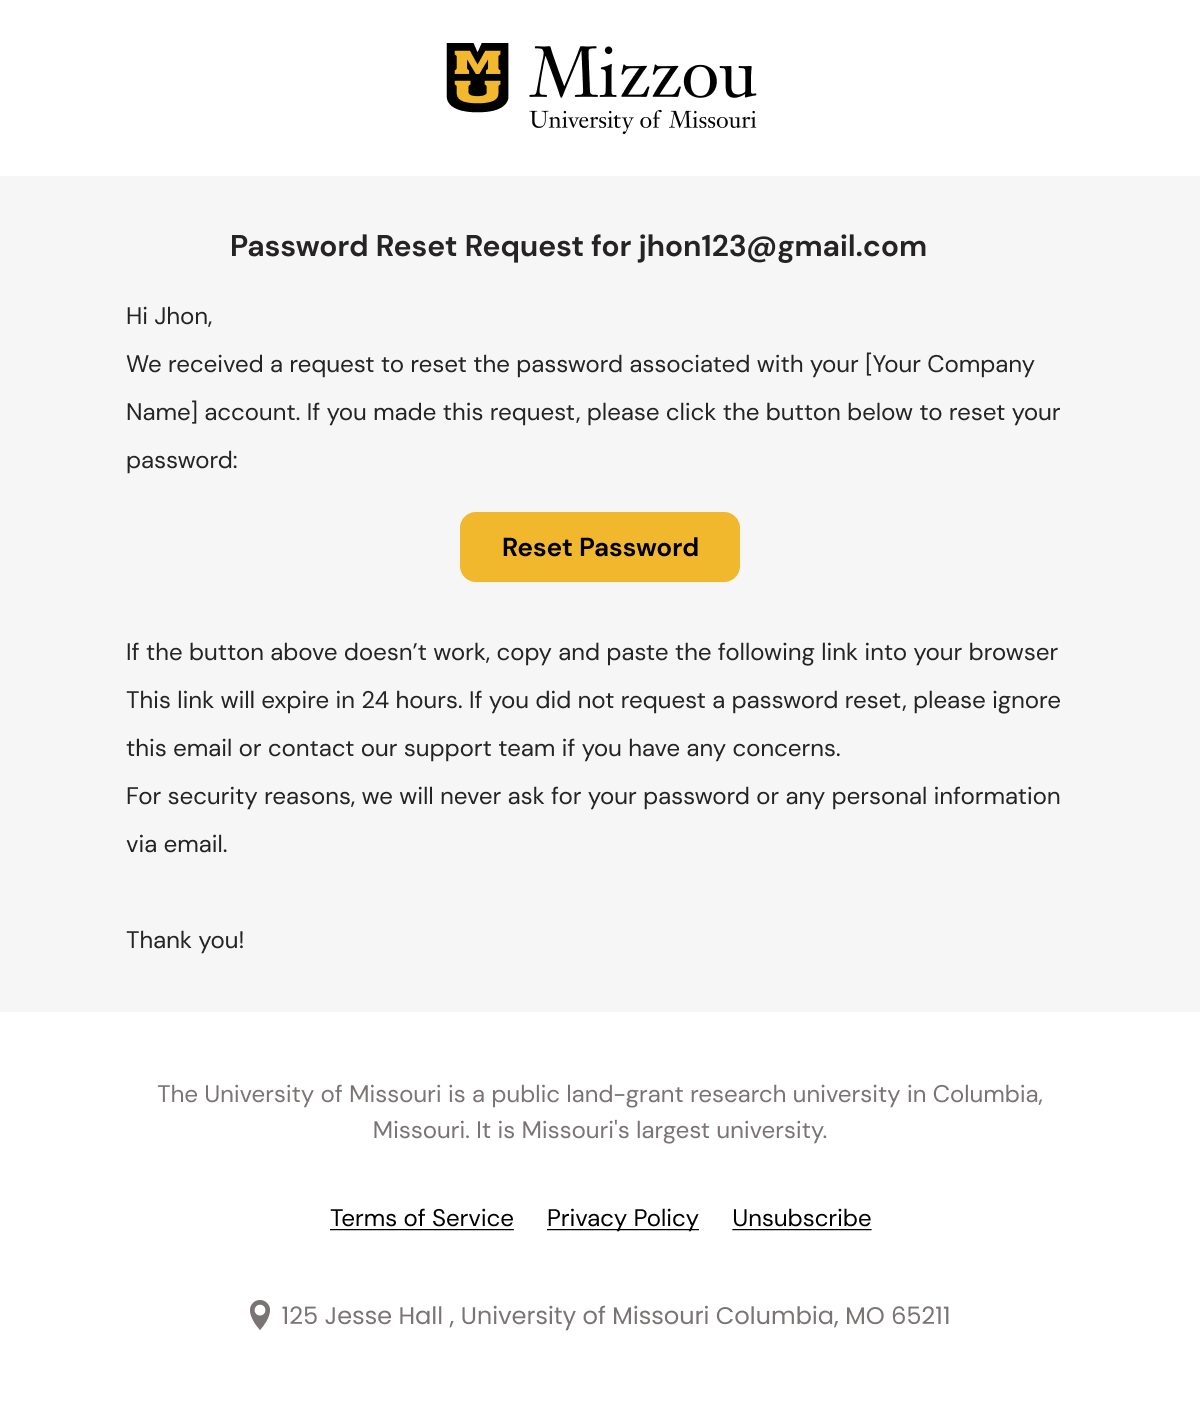 MU
Mizzou
University of Missouri
Password Reset Request for jhon123@gmail.com
Hi Jhon,
We received a request to reset the password associated with your [Your Company
Name] account. If you made this request, please click the button below to reset your
password:
Reset Password
If the button above doesn’t work, copy and paste the following link into your browser
This link will expire in 24 hours. If you did not request a password reset, please ignore
this email or contact our support team if you have any concerns.
For security reasons, we will never ask for your password or any personal information
via email.
Thank you!
The University of Missouri is a public land-grant research university in Columbia,
Missouri. It is Missouri's largest university.
Terms of Service Privacy Policy Unsubscribe
125 Jesse Hall , University of Missouri Columbia, MO 65211